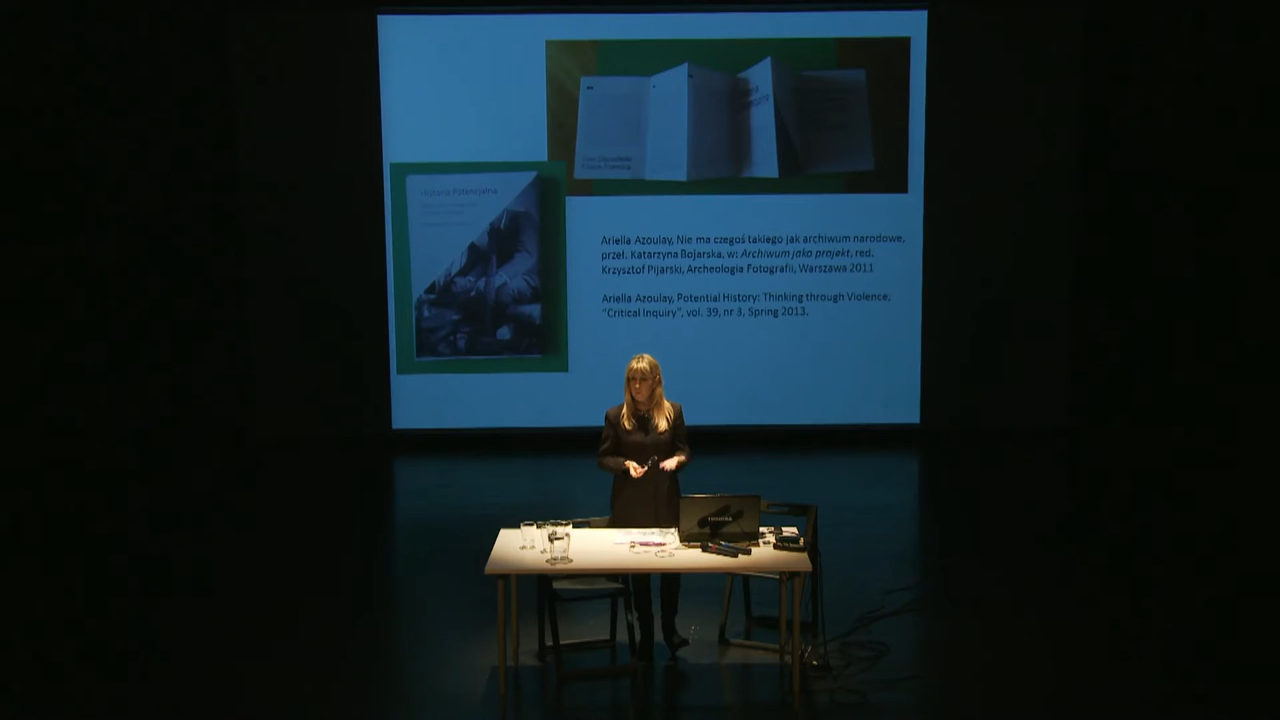 Historia Potencjalna
Ariella Azoulay, Nie ma czegoś takiego jak archiwum narodowe,
przeł. Katarzyna Bojarska, w: Archiwum jako projekt, red.
Krzysztof Pijarski, Archeologia Fotografii, Warszawa 2011
Ariella Azoulay, Potential History: Thinking through Violence,
"Critical Inquiry", vol. 39, nr 3, Spring 2013.